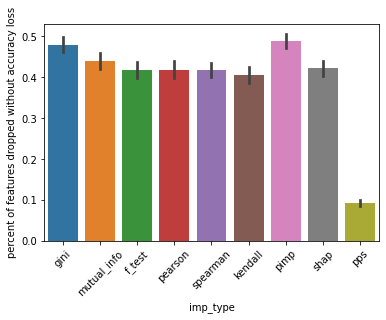 percent of features dropped without accuracy loss
0.5
0.4
0.3
0.2
0.1
0.0
gini
mutual_info
f_test
pearson
spearman
kendall
pimp
shap
pps
imp_type